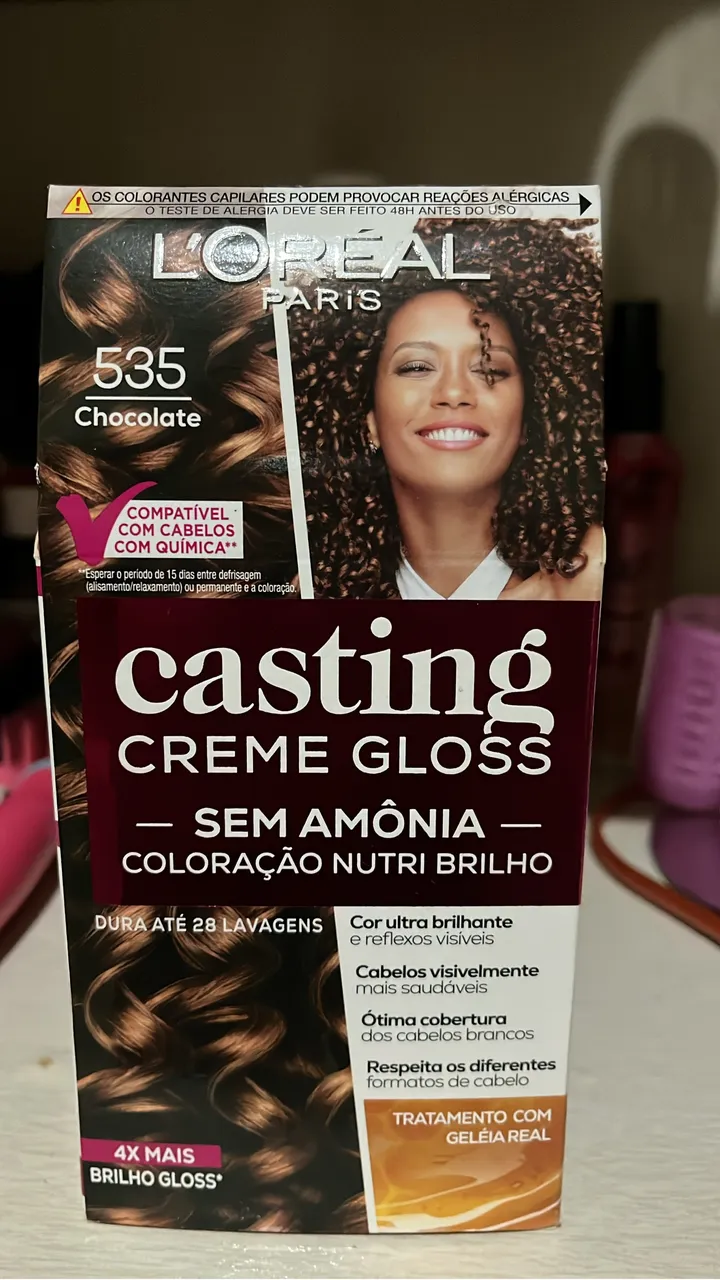 OS COLORANTES CAPILARES PODEM PROVOCAR REAÇÕES ALÉRGICAS
O TESTE DE ALERGIA DEVE SER FEITO 48H ANTES DO USO
L'ORÉAL
PARIS
535
Chocolate
COMPATÍVEL
COM CABELOS
COM QUÍMICA**
**Esperar o período de 15 dias entre defrisagem
(alisamento/relaxamento) ou permanente e a coloração.
casting
CREME GLOSS
— SEM AMÔNIA —
COLORAÇÃO NUTRI BRILHO
DURA ATÉ 28 LAVAGENS
Cor ultra brilhante
e reflexos visíveis
Cabelos visivelmente
mais saudáveis
Ótima cobertura
dos cabelos brancos
Respeita os diferentes
formatos de cabelo
TRATAMENTO COM
GELÉIA REAL
4X MAIS
BRILHO GLOSS*